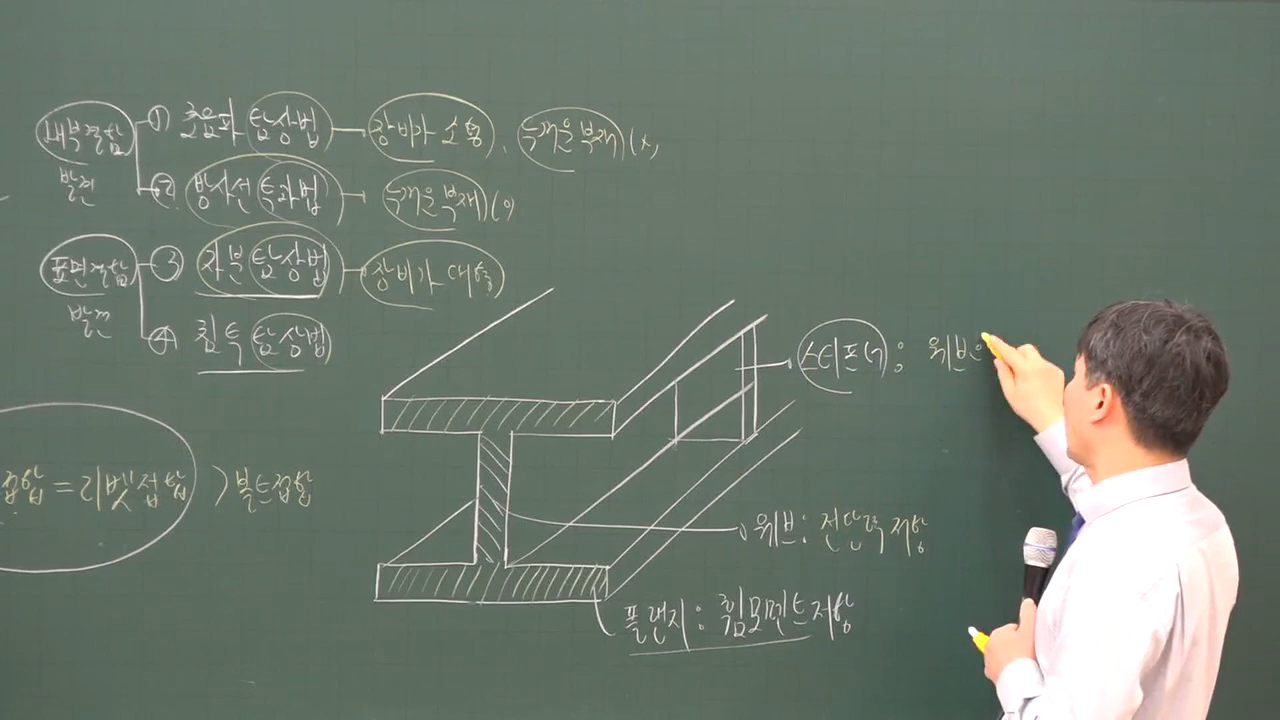 내부결함 ① 초음파 탐상법 — 장비가 소형, 두꺼운 부재(x)
발견 ② 방사선 투과법 — 두꺼운 부재(o)
표면결함 ③ 자분 탐상법 — 장비가 대형
발견 ④ 침투 탐상법
스티프너 : 웨브의
접합 = 리벳접합 > 볼트접합
웨브 : 전단력 저항
플랜지 : 휨모멘트저항